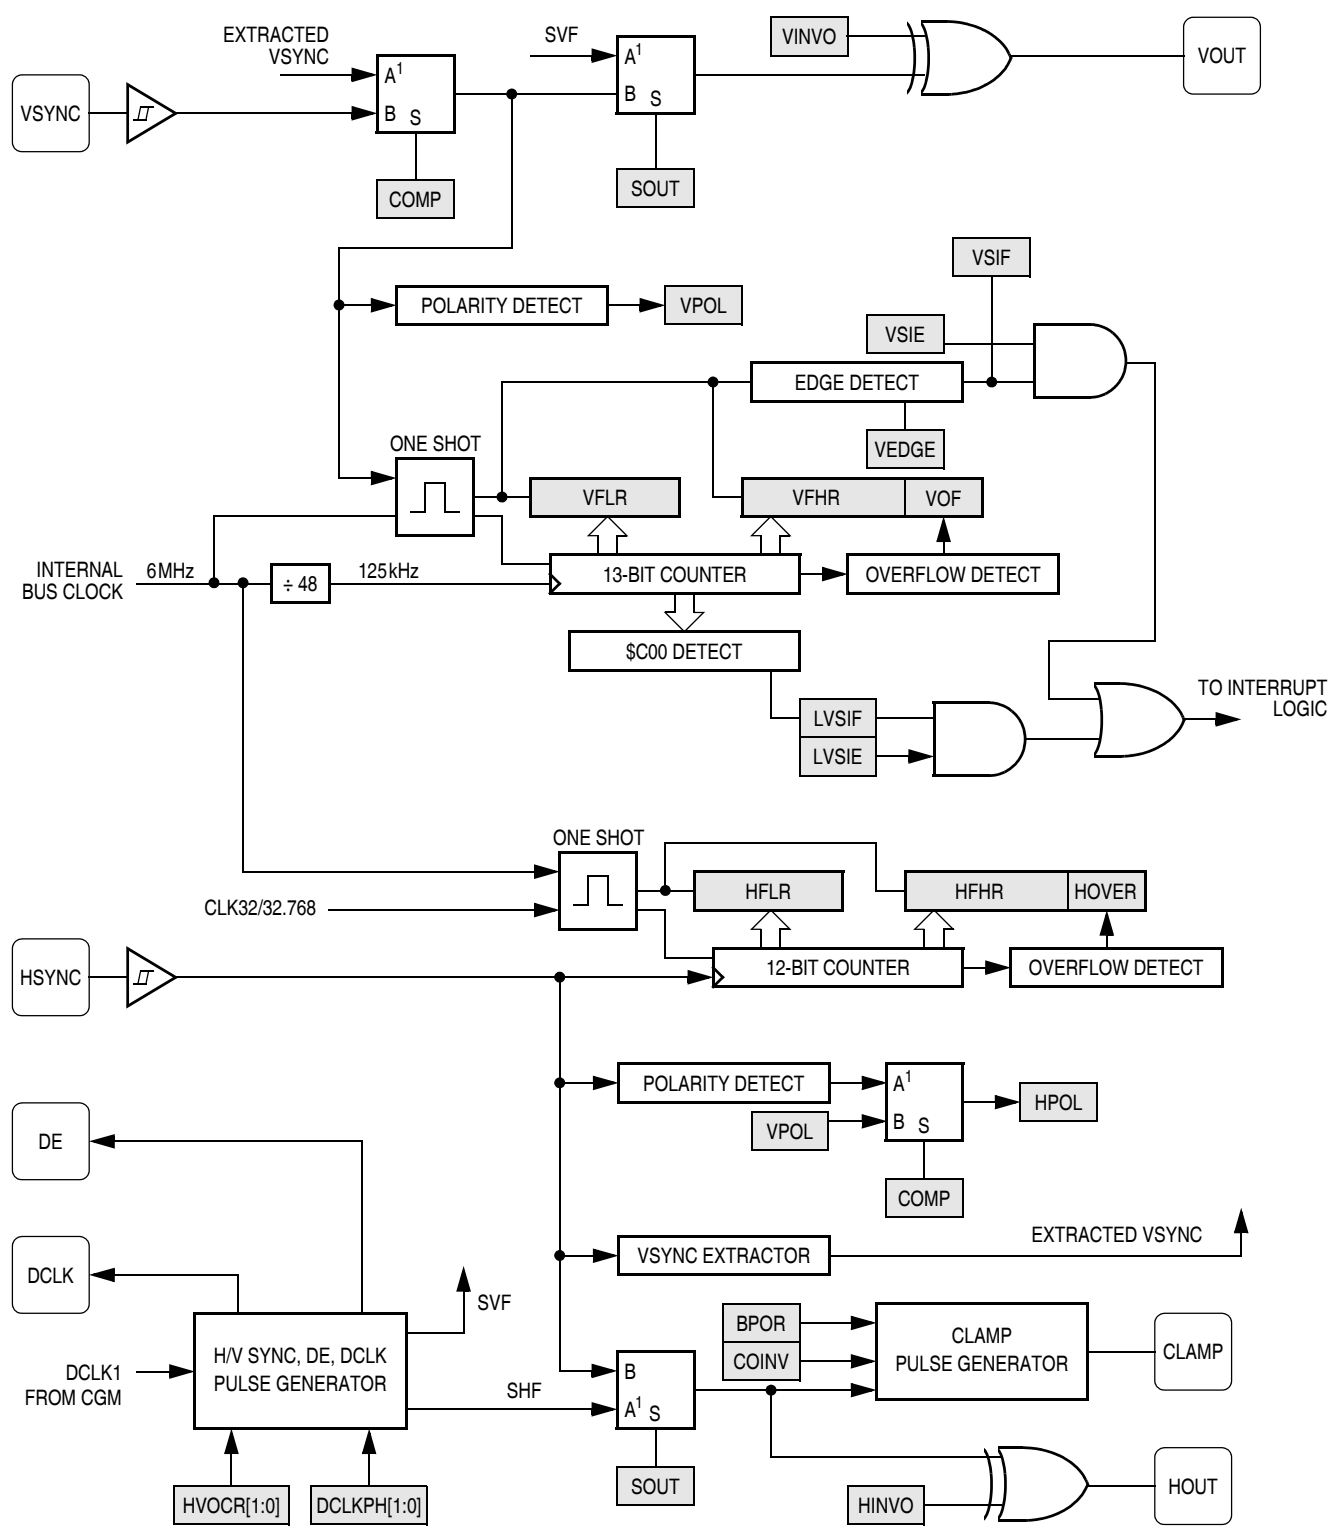 EXTRACTED
VSYNC
SVF
VINVO
VOUT
A1
B S
A1
B S
VSYNC
COMP
SOUT
VSIF
POLARITY DETECT
VPOL
VSIE
EDGE DETECT
VEDGE
ONE SHOT
VFLR
VFHR
VOF
INTERNAL
BUS CLOCK
6MHz
÷ 48
125kHz
13-BIT COUNTER
OVERFLOW DETECT
$C00 DETECT
LVSIF
LVSIE
TO INTERRUPT
LOGIC
ONE SHOT
HFLR
HFHR
HOVER
CLK32/32.768
HSYNC
12-BIT COUNTER
OVERFLOW DETECT
POLARITY DETECT
A1
B S
VPOL
HPOL
COMP
DE
VSYNC EXTRACTOR
EXTRACTED VSYNC
DCLK
SVF
H/V SYNC, DE, DCLK
PULSE GENERATOR
DCLK1
FROM CGM
SHF
B
A1 S
BPOR
COINV
CLAMP
PULSE GENERATOR
CLAMP
HVOCR[1:0]
DCLKPH[1:0]
SOUT
HINVO
HOUT